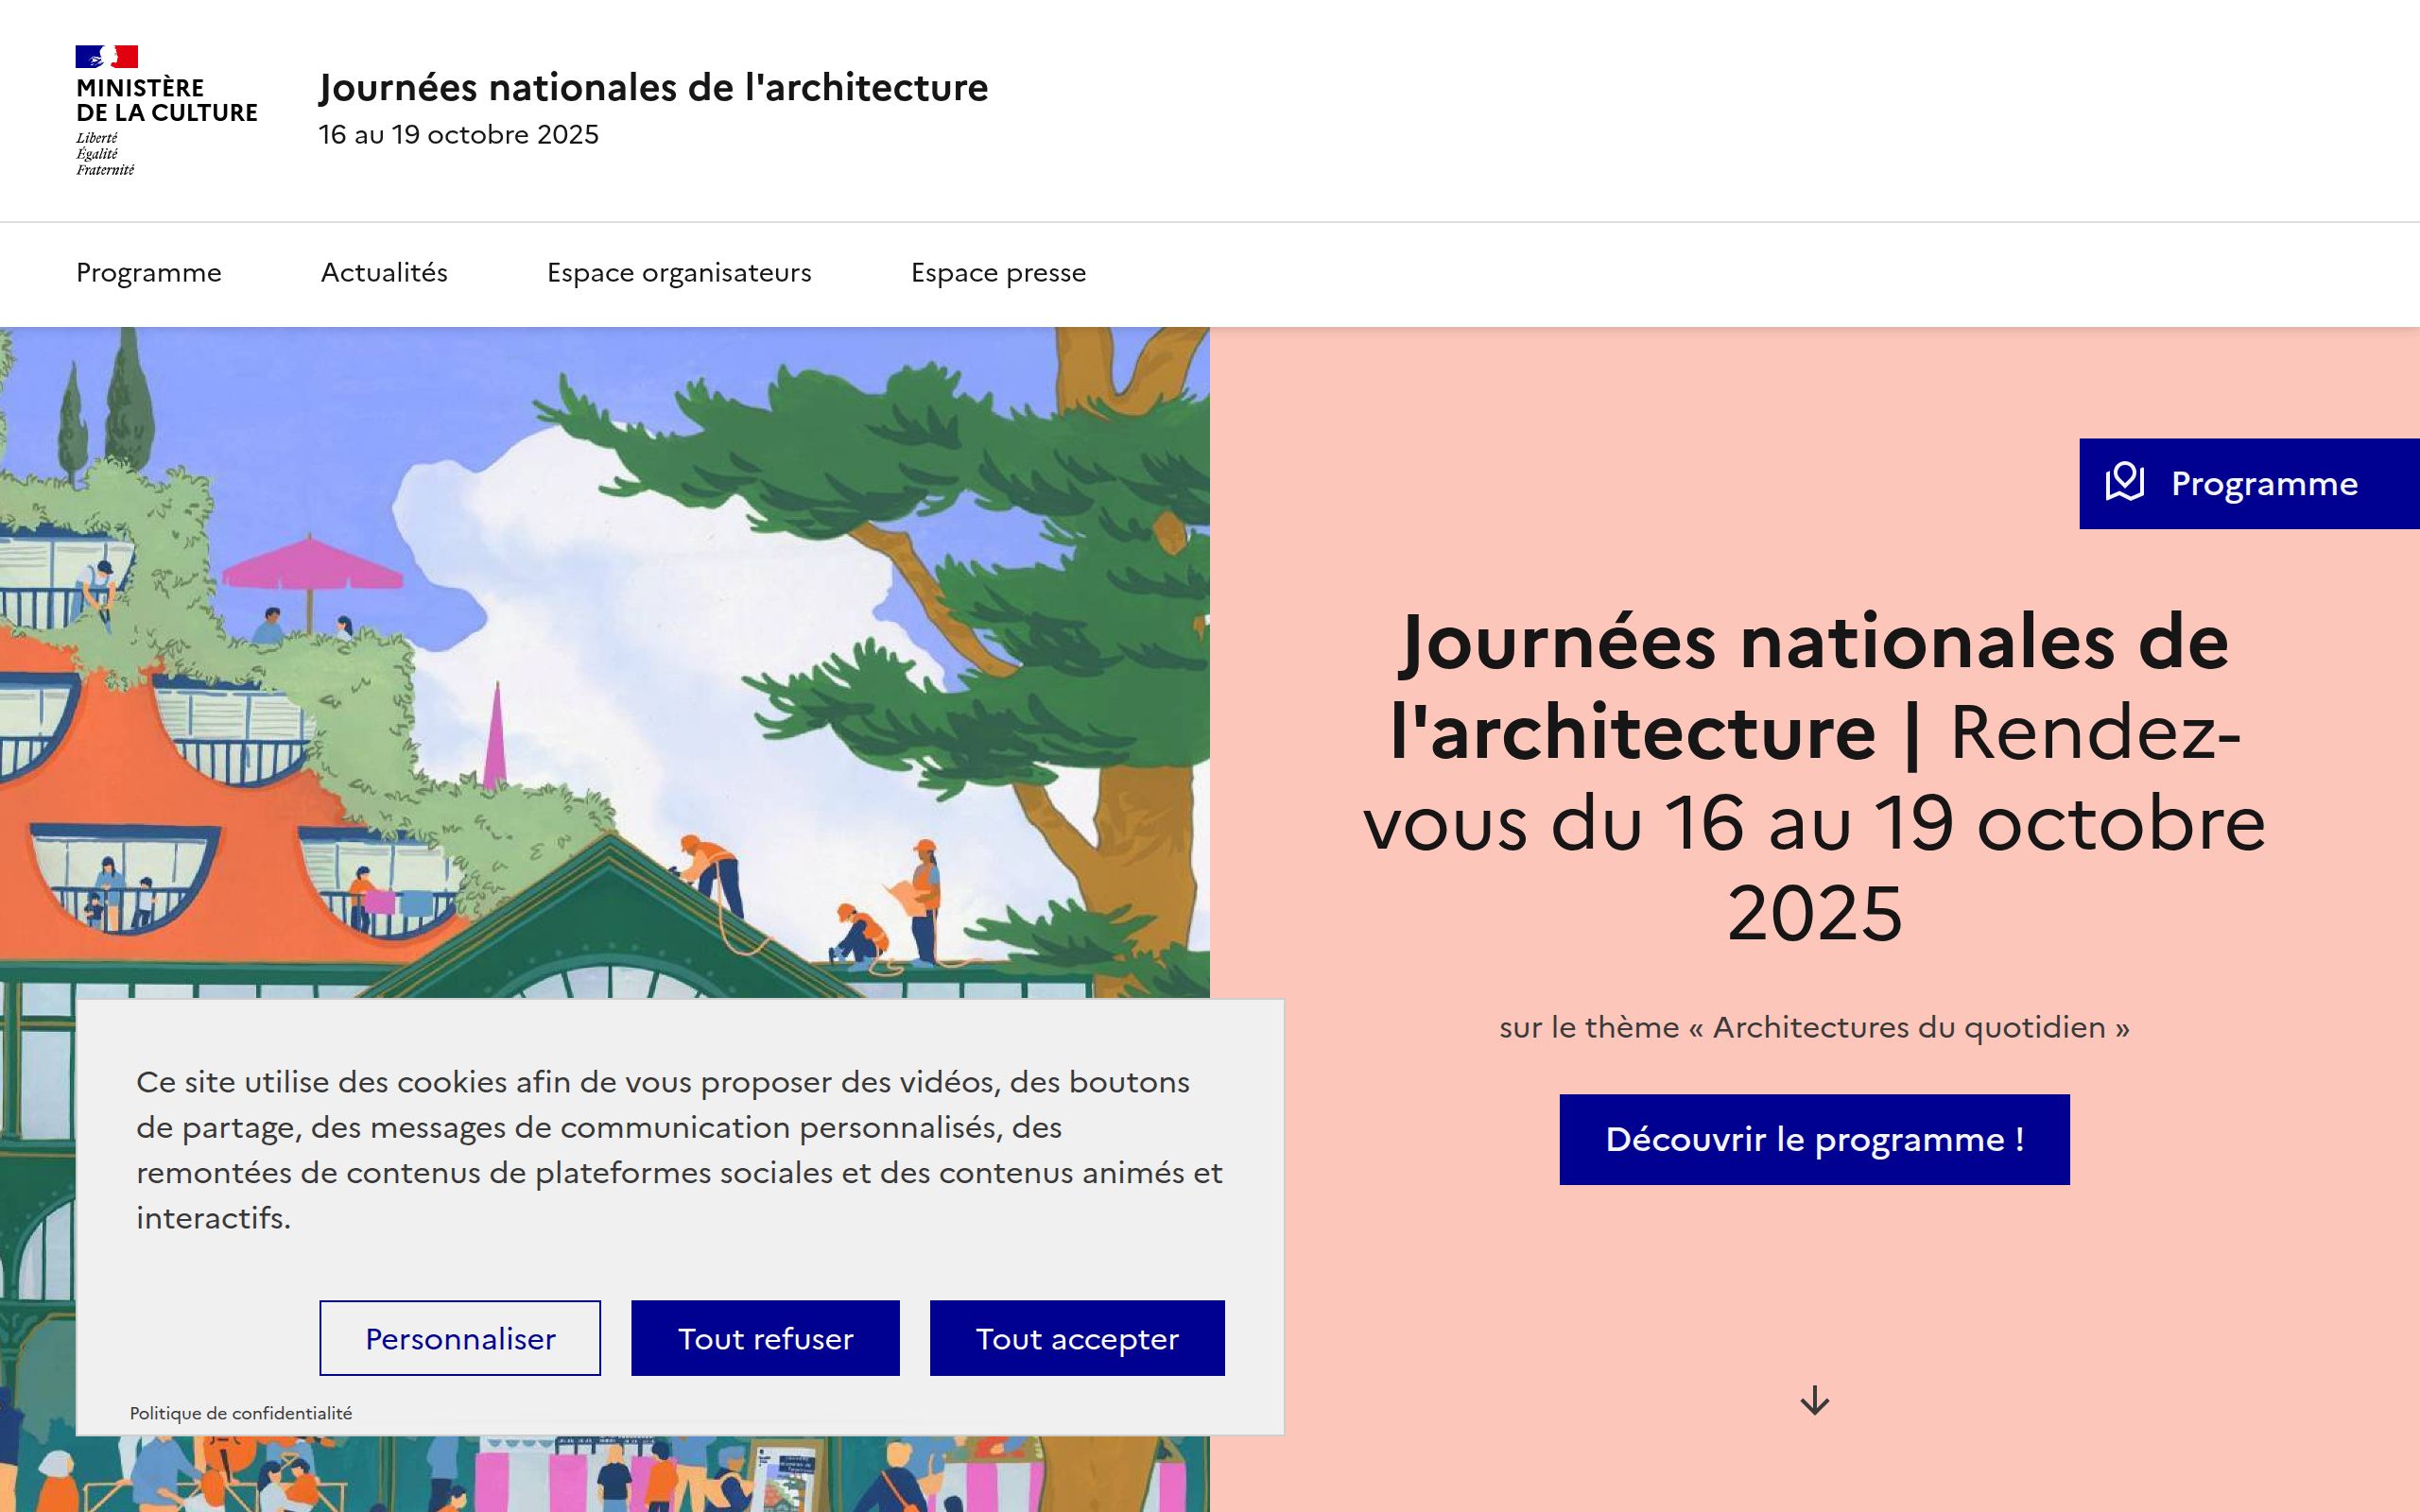 MINISTÈRE
DE LA CULTURE
Liberté
Égalité
Fraternité
Journées nationales de l'architecture
16 au 19 octobre 2025
Programme
Actualités
Espace organisateurs
Espace presse
Programme
Journées nationales de
l'architecture | Rendez-
vous du 16 au 19 octobre
2025
sur le thème « Architectures du quotidien »
Découvrir le programme !
Ce site utilise des cookies afin de vous proposer des vidéos, des boutons
de partage, des messages de communication personnalisés, des
remontées de contenus de plateformes sociales et des contenus animés et
interactifs.
Personnaliser
Tout refuser
Tout accepter
Politique de confidentialité